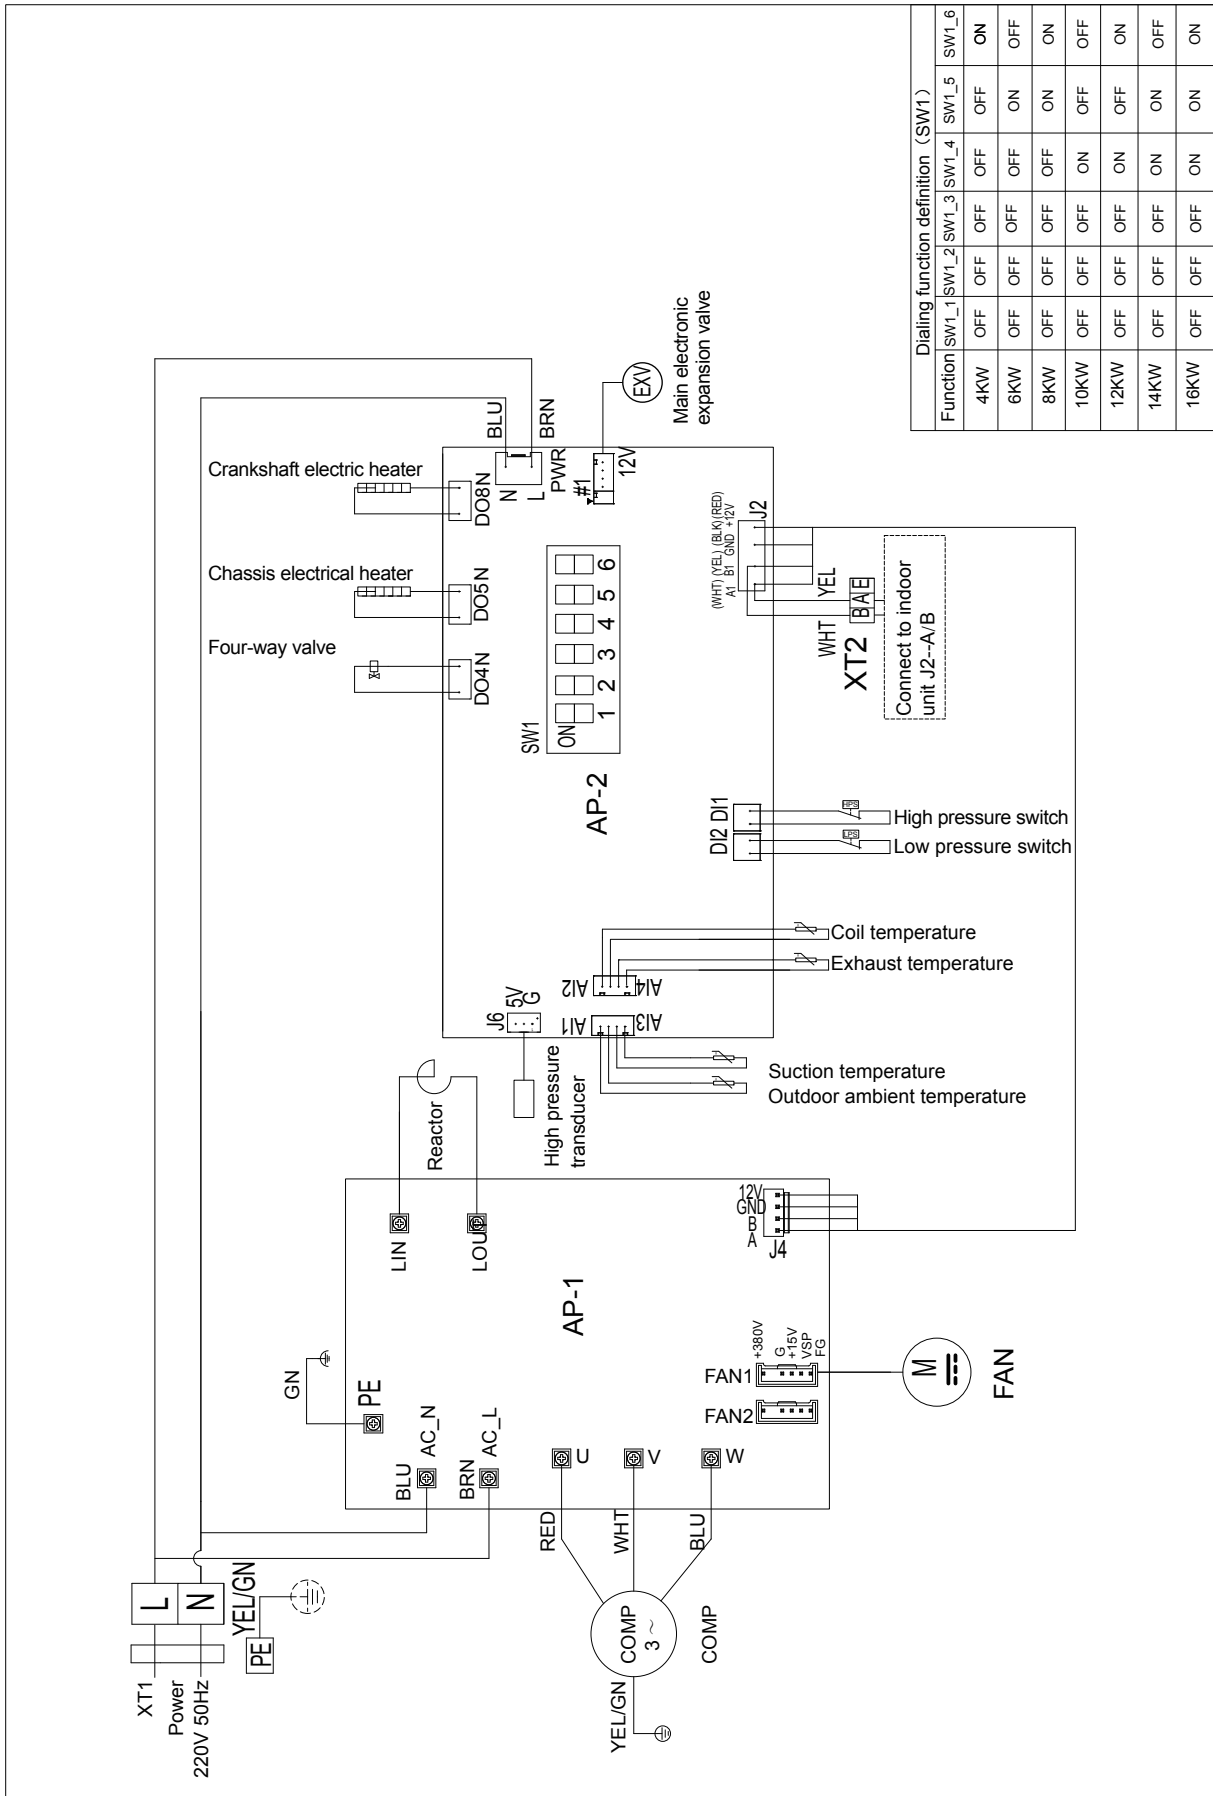 XT1
Power
220V 50Hz
L
N
PE
YEL/GN
BLU
AC_N
BRN
AC_L
GN
PE
LIN
LOUT
Reactor
AP-1
RED
U
WHT
V
BLU
W
COMP
3～
COMP
YEL/GN
FAN1
+380V
G
+15V
VSP
FG
FAN2
M
FAN
12V
GND
B
A
J4
Four-way valve
Chassis electrical heater
Crankshaft electric heater
DO4N
DO5N
DO8N
BLU
BRN
N
L
PWR
#1
12V
EXV
Main electronic
expansion valve
SW1
ON
1 2 3 4 5 6
AP-2
J6
5V
G
High pressure
transducer
AI1
AI3
AI2
AI4
Suction temperature
Outdoor ambient temperature
Coil temperature
Exhaust temperature
DI2 DI1
HPS
High pressure switch
LPS
Low pressure switch
(WHT) (YEL) (BLK) (RED)
A1 B1 GND +12V
J2
WHT
YEL
B A E
XT2
Connect to indoor
unit J2--A/B
Dialing function definition（SW1）
Function SW1_1 SW1_2 SW1_3 SW1_4 SW1_5 SW1_6
4KW OFF OFF OFF OFF OFF ON
6KW OFF OFF OFF OFF ON OFF
8KW OFF OFF OFF OFF ON ON
10KW OFF OFF OFF ON OFF OFF
12KW OFF OFF OFF ON OFF ON
14KW OFF OFF OFF ON ON OFF
16KW OFF OFF OFF ON ON ON